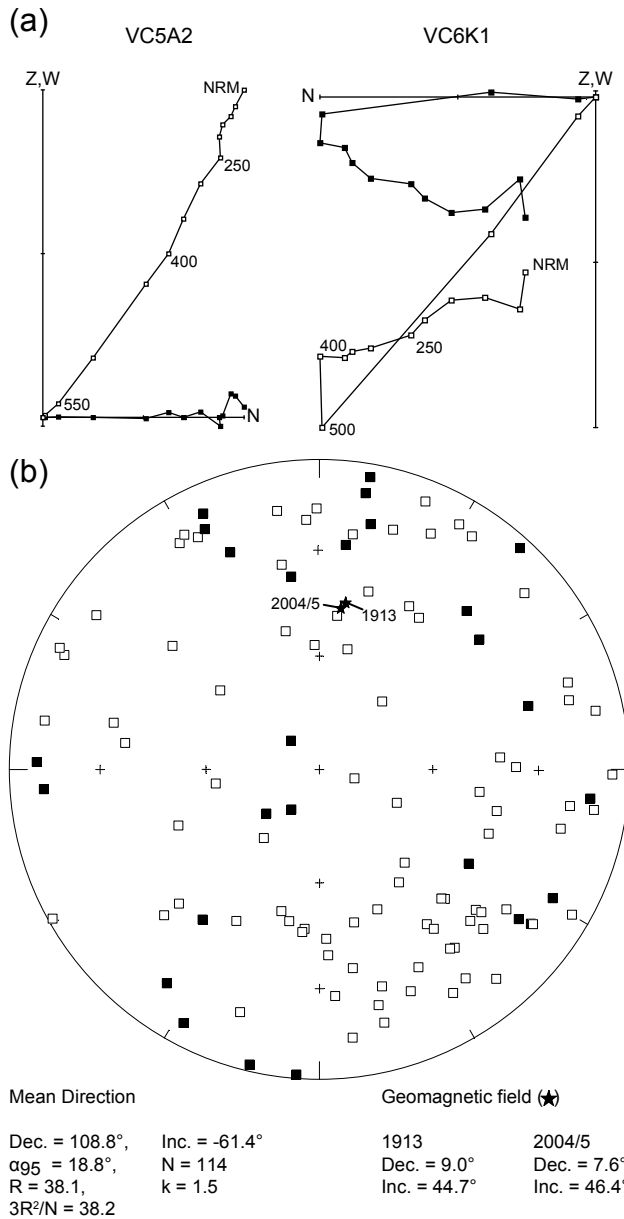 (a)
VC5A2
VC6K1
Z,W
NRM
250
400
550
N
N
Z,W
NRM
400
250
500
(b)
2004/5
1913
Mean Direction
Geomagnetic field (★)
Dec. = 108.8°,
Inc. = -61.4°
1913
2004/5
α95 = 18.8°,
N = 114
Dec. = 9.0°
Dec. = 7.6°
R = 38.1,
k = 1.5
Inc. = 44.7°
Inc. = 46.4°
3R²/N = 38.2